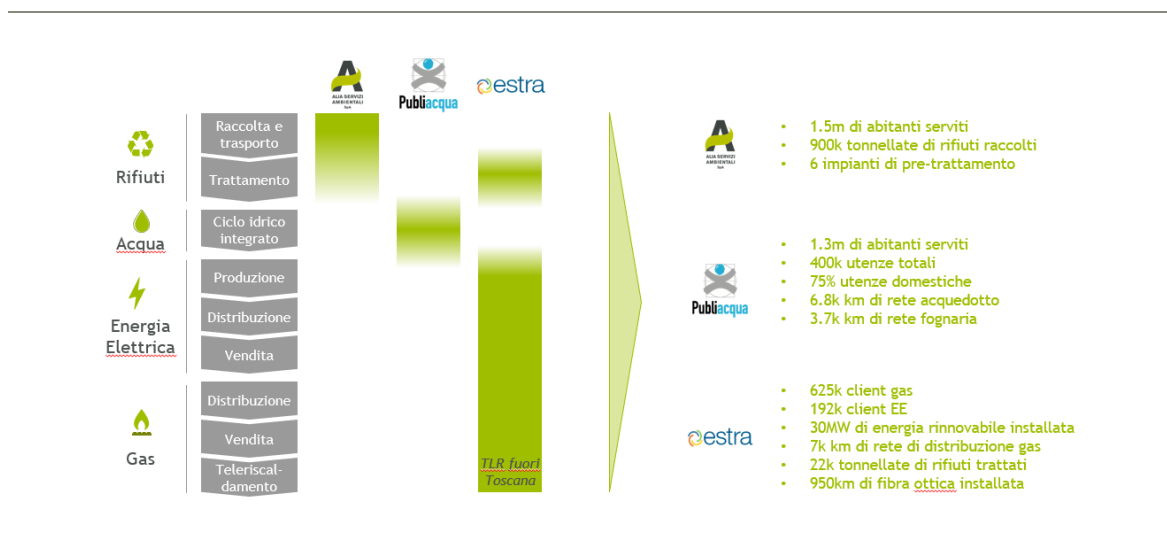 ALIA SERVIZI
AMBIENTALI
SpA
Publiacqua
estra
Rifiuti
Raccolta e
trasporto
Trattamento
Acqua
Ciclo idrico
integrato
Energia
Elettrica
Produzione
Distribuzione
Vendita
Gas
Distribuzione
Vendita
Teleriscal-
damento
TLR fuori
Toscana
ALIA SERVIZI
AMBIENTALI
SpA
• 1.5m di abitanti serviti
• 900k tonnellate di rifiuti raccolti
• 6 impianti di pre-trattamento
Publiacqua
• 1.3m di abitanti serviti
• 400k utenze totali
• 75% utenze domestiche
• 6.8k km di rete acquedotto
• 3.7k km di rete fognaria
estra
• 625k client gas
• 192k client EE
• 30MW di energia rinnovabile installata
• 7k km di rete di distribuzione gas
• 22k tonnellate di rifiuti trattati
• 950km di fibra ottica installata